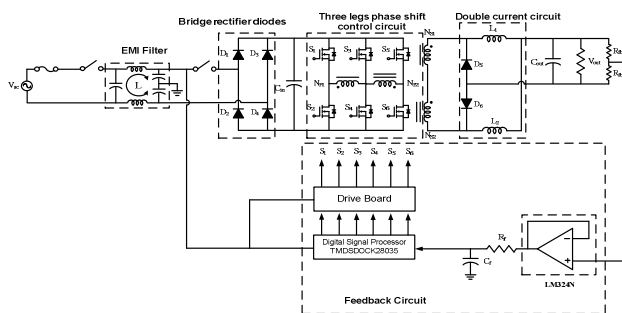 Bridge rectifier diodes
Three legs phase shift
control circuit
Double current circuit
EMI Filter
L
Vac
D1
D3
D2
D4
Cin
S1
S3
S5
S2
S4
S6
NP1
NP2
NS1
NS2
D5
D6
L1
L2
Cout
Vout
S1 S2 S3 S4 S5 S6
Drive Board
Digital Signal Processor
TMDSDOCK28035
Rf
Cf
LM324N
Feedback Circuit